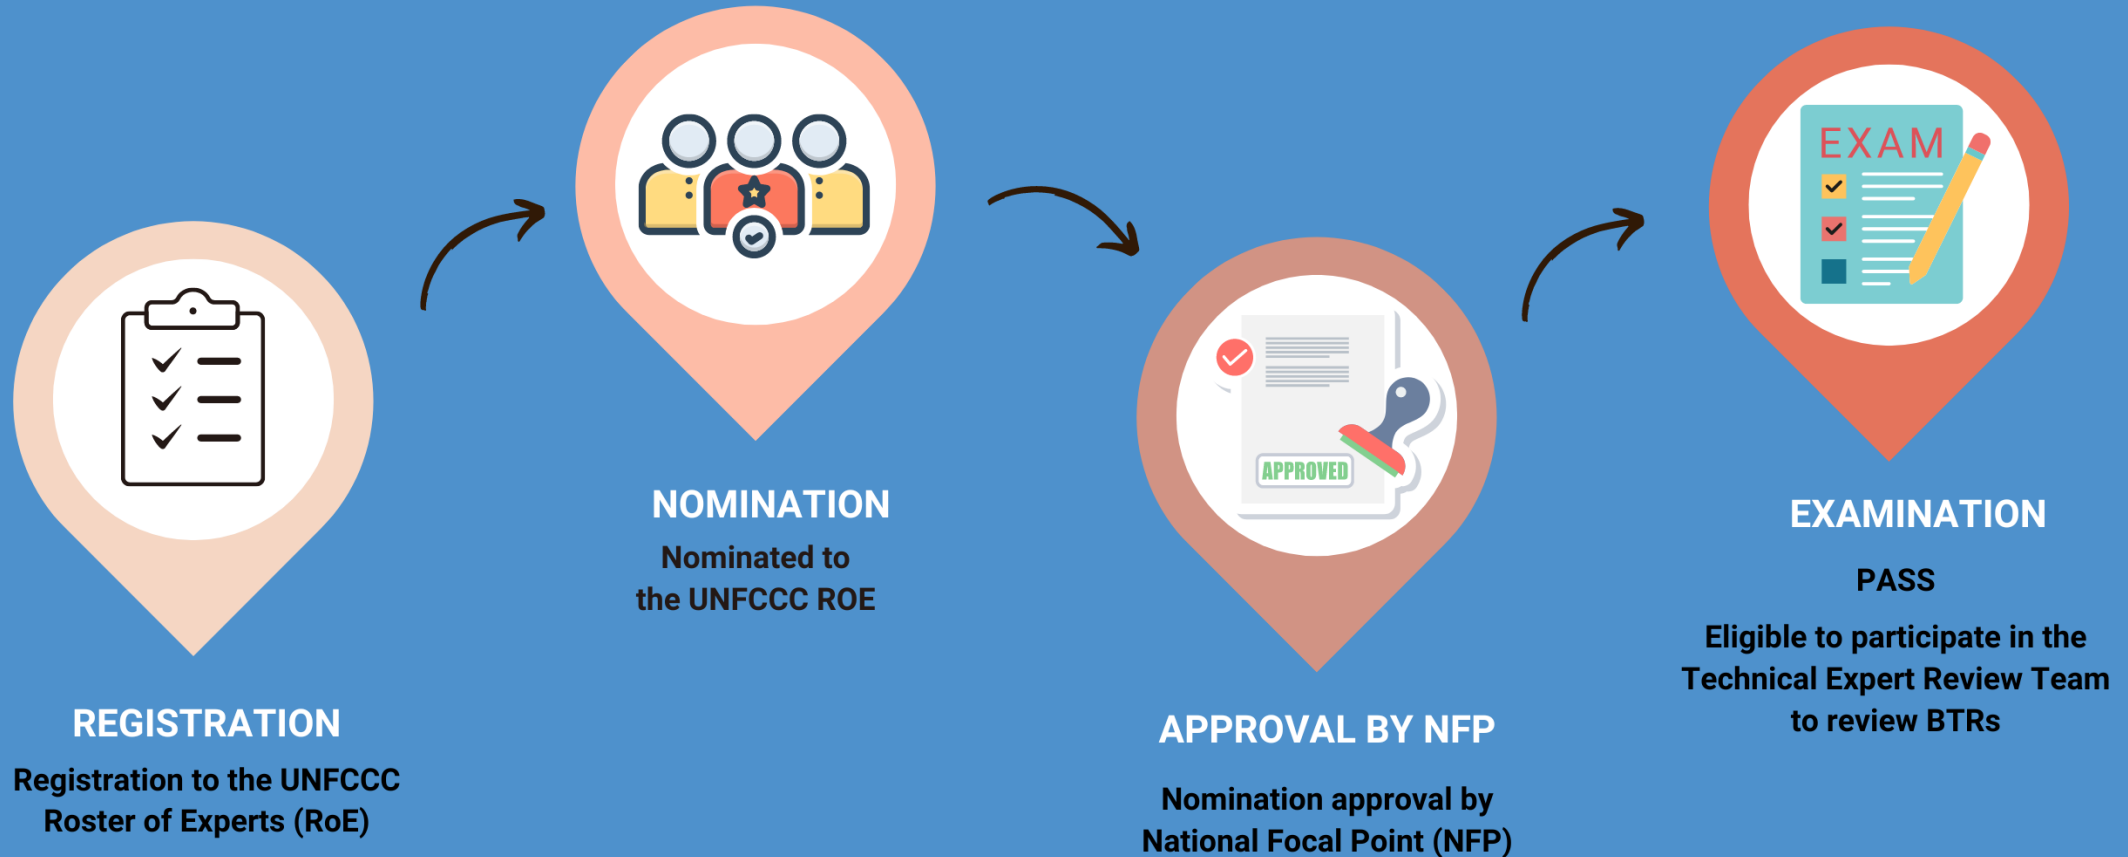 REGISTRATION
Registration to the UNFCCC
Roster of Experts (RoE)
NOMINATION
Nominated to
the UNFCCC ROE
APPROVED
APPROVAL BY NFP
Nomination approval by
National Focal Point (NFP)
EXAM
EXAMINATION
PASS
Eligible to participate in the
Technical Expert Review Team
to review BTRs